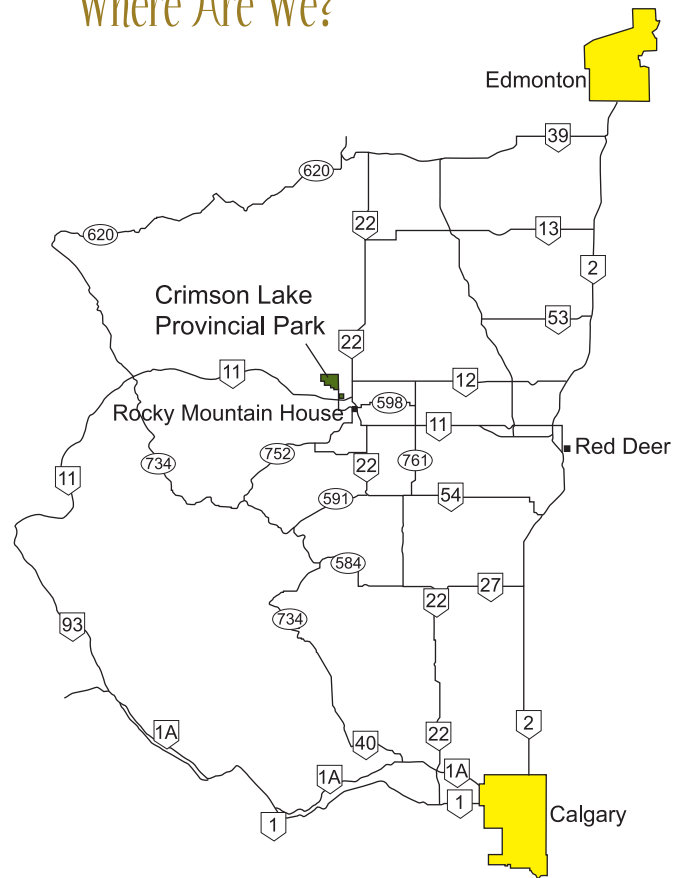 Where Are We?
Edmonton
39
620
22
13
620
2
Crimson Lake
Provincial Park
53
22
11
12
598
Rocky Mountain House
11
Red Deer
752
734
22
761
11
591
54
584
27
22
734
93
22
2
1A
40
1A
1A
1
Calgary
1